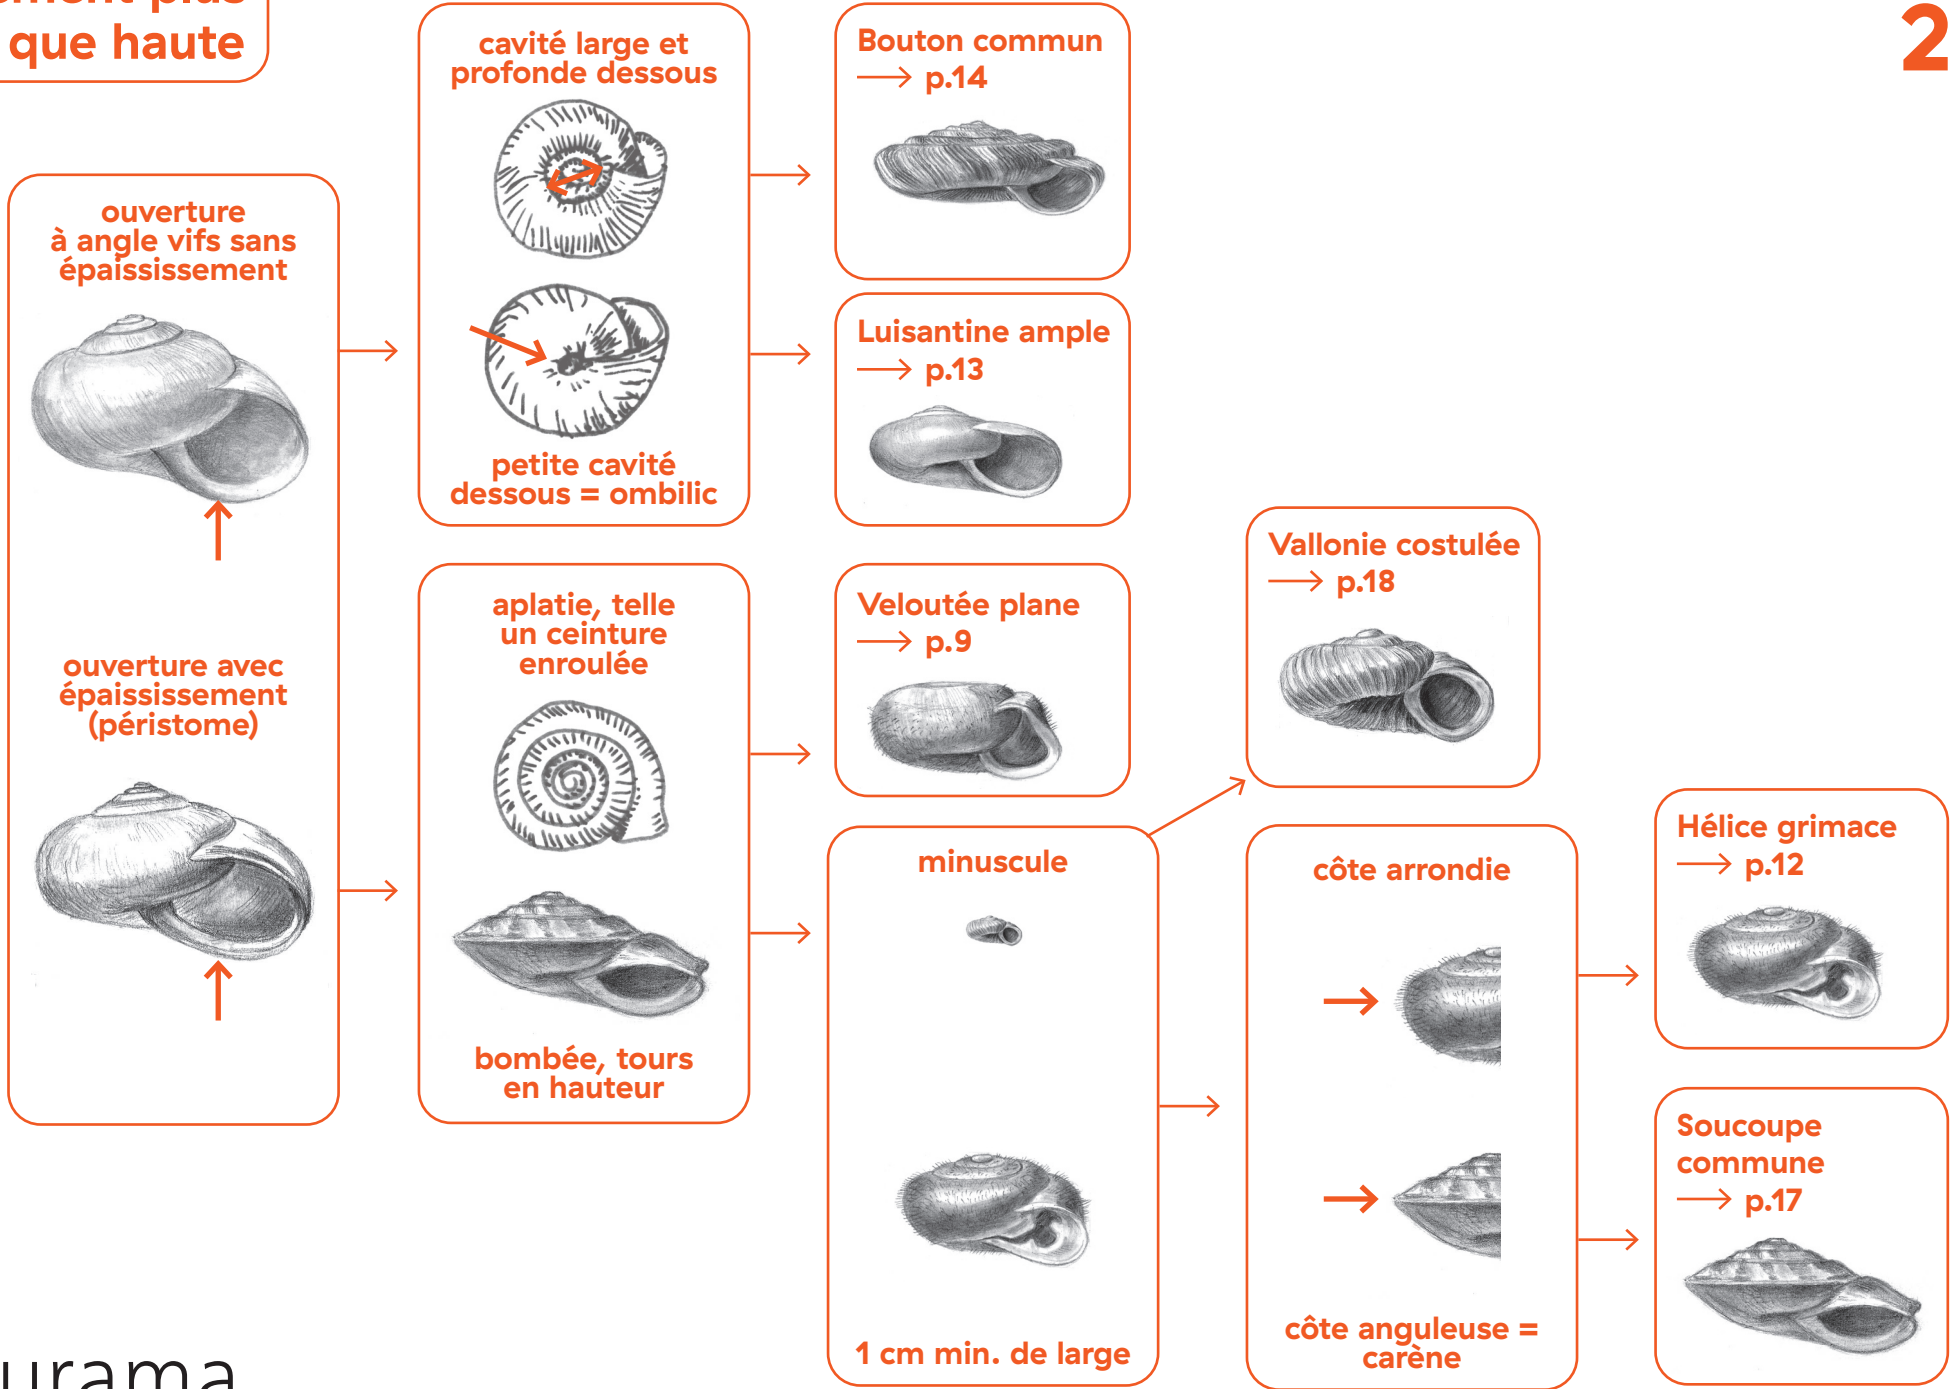 que haute
2
ouverture
à angle vifs sans
épaississement
ouverture avec
épaississement
(péristome)
cavité large et
profonde dessous
petite cavité
dessous = ombilic
aplatie, telle
un ceinture
enroulée
bombée, tours
en hauteur
Bouton commun
→ p.14
Luisantine ample
→ p.13
Veloutée plane
→ p.9
minuscule
1 cm min. de large
Vallonie costulée
→ p.18
côte arrondie
côte anguleuse =
carène
Hélice grimace
→ p.12
Soucoupe
commune
→ p.17